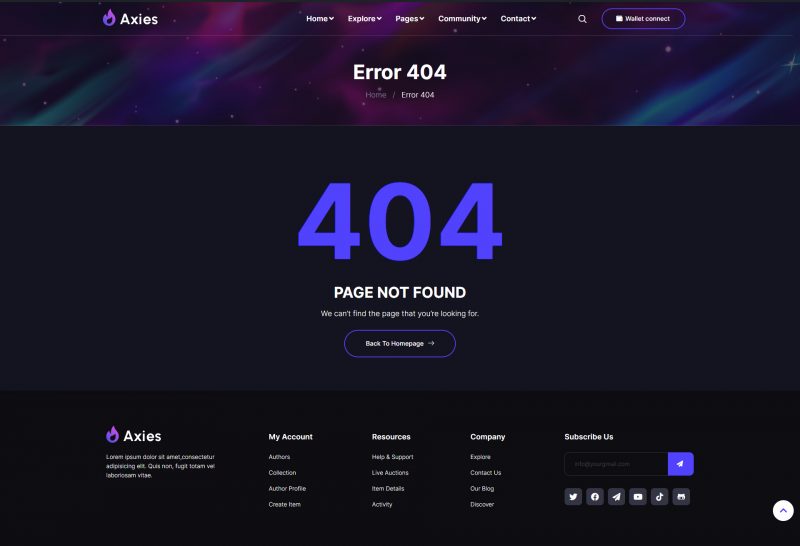 Axies
Home Explore Pages Community Contact
Wallet connect
Error 404
Home / Error 404
404
PAGE NOT FOUND
We can't find the page that you're looking for.
Back To Homepage
Axies
Lorem ipsum dolor sit amet,consectetur
adipisicing elit. Quis non, fugit totam vel
laboriosam vitae.
My Account
Authors
Collection
Author Profile
Create Item
Resources
Help & Support
Live Auctions
Item Details
Activity
Company
Explore
Contact Us
Our Blog
Discover
Subscribe Us
info@yourgmail.com